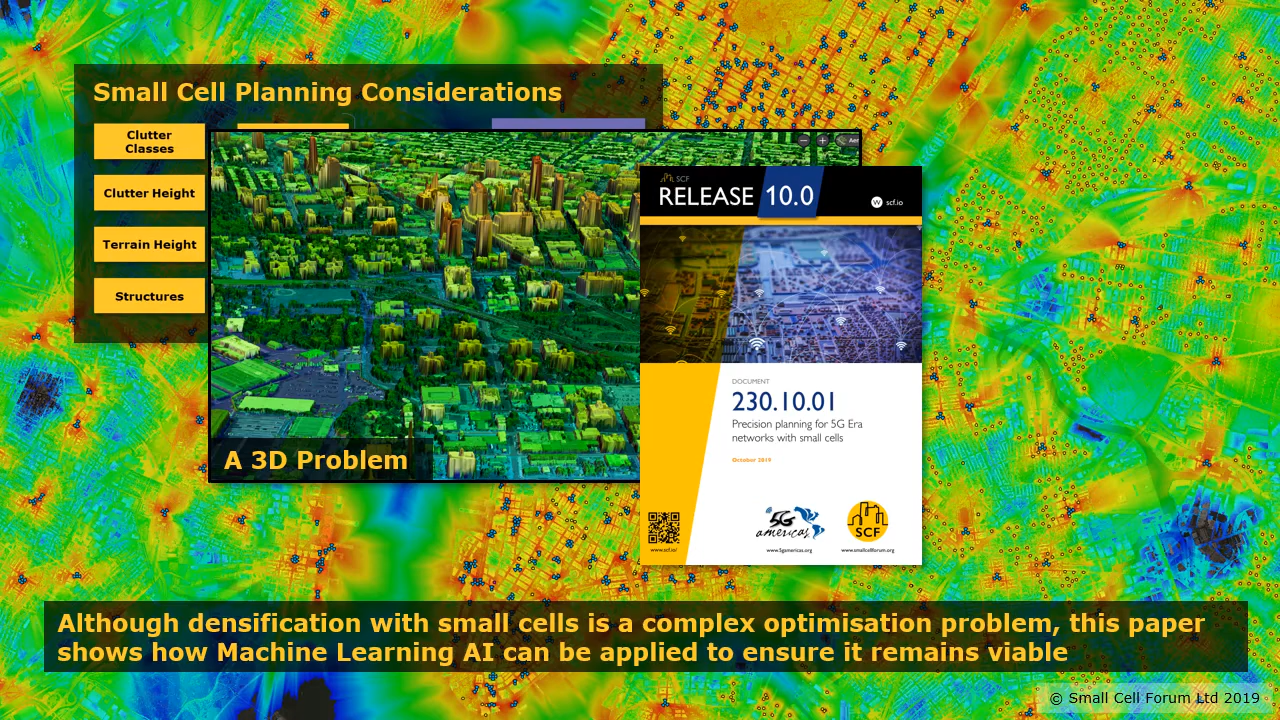 Small Cell Planning Considerations
Clutter
Classes
Clutter Height
Terrain Height
Structures
A 3D Problem
SCF
RELEASE 10.0
scf.io
DOCUMENT
230.10.01
Precision planning for 5G Era
networks with small cells
October 2019
5G
americas
SCF
www.scf.io/
www.5gamericas.org
www.smallcellforum.org
Although densification with small cells is a complex optimisation problem, this paper
shows how Machine Learning AI can be applied to ensure it remains viable
© Small Cell Forum Ltd 2019